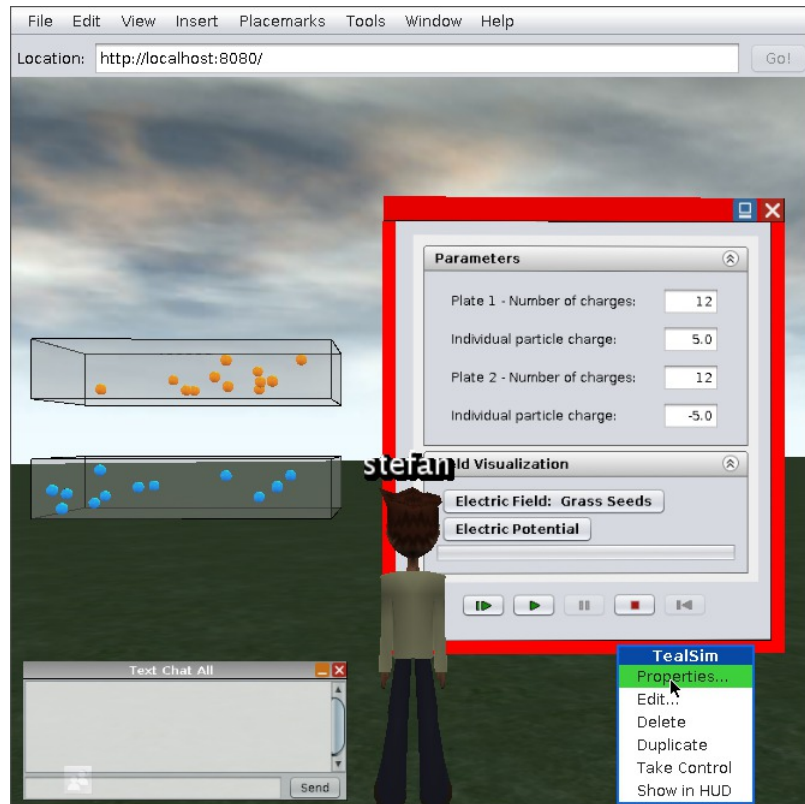 File Edit View Insert Placemarks Tools Window Help
Location: http://localhost:8080/ Go!
Parameters
Plate 1 - Number of charges: 12
Individual particle charge: 5.0
Plate 2 - Number of charges: 12
Individual particle charge: -5.0
stefan
eld Visualization
Electric Field: Grass Seeds
Electric Potential
TealSim
Properties...
Edit...
Delete
Duplicate
Take Control
Show in HUD
Text Chat All
Send